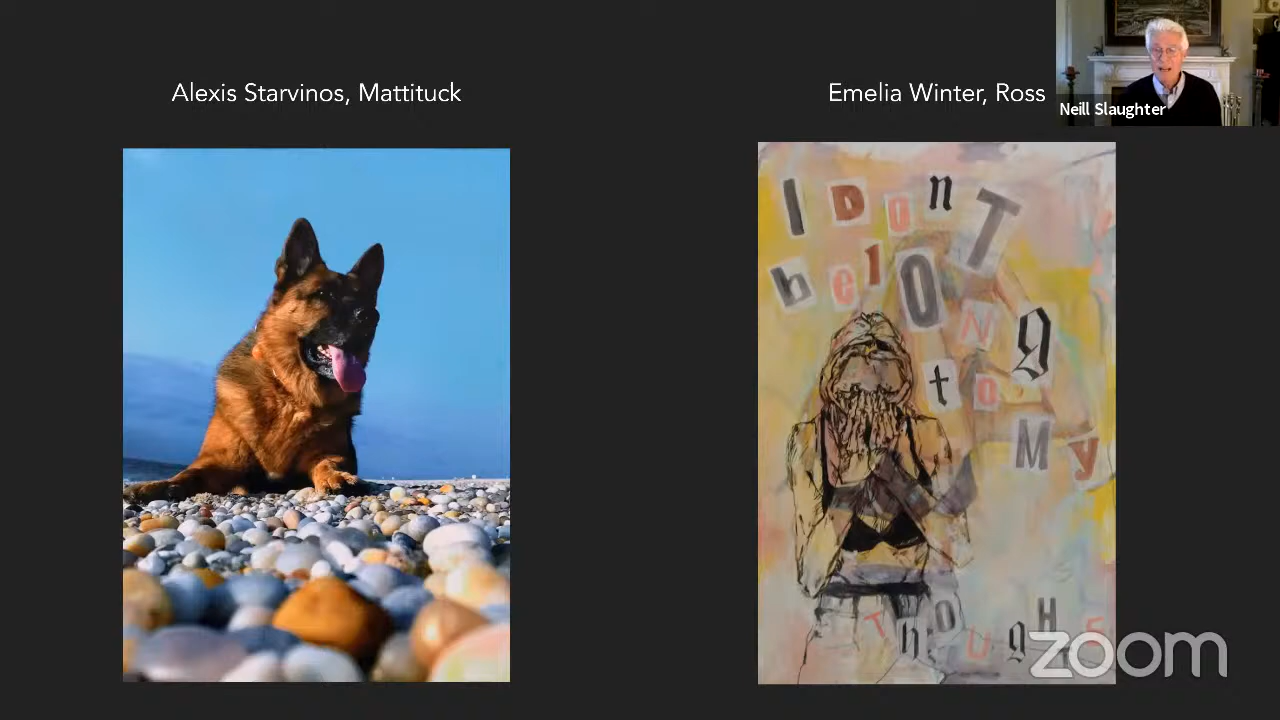 Alexis Starvinos, Mattituck
Emelia Winter, Ross
Neill Slaughter
I Don T
belONg
to My
Thoughts
zoom